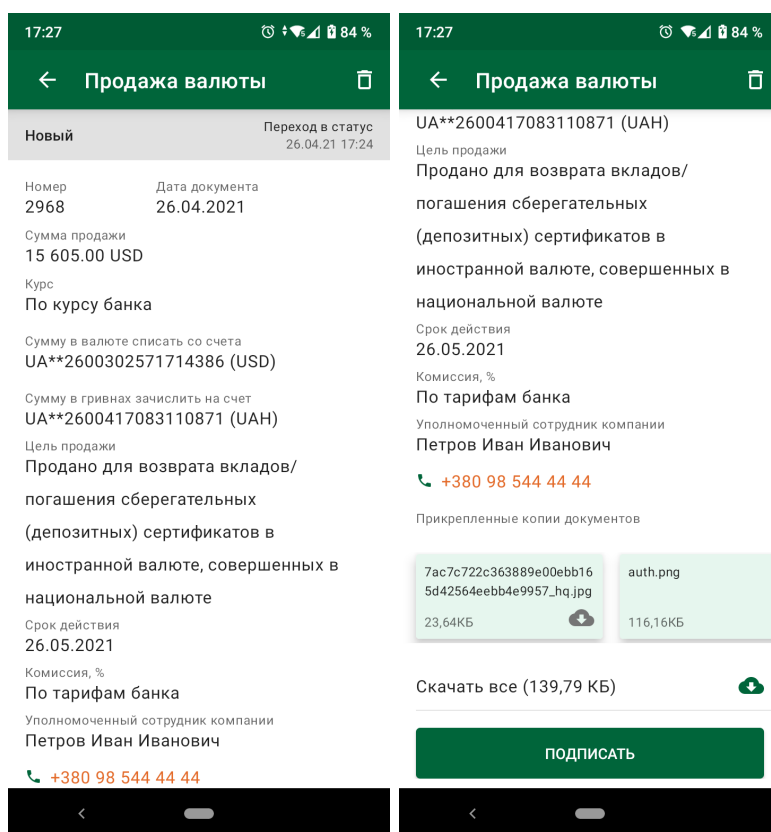 17:27
84 %
Продажа валюты
Новый
Переход в статус
26.04.21 17:24
Номер
Дата документа
2968
26.04.2021
Сумма продажи
15 605.00 USD
Курс
По курсу банка
Сумму в валюте списать со счета
UA**2600302571714386 (USD)
Сумму в гривнах зачислить на счет
UA**2600417083110871 (UAH)
Цель продажи
Продано для возврата вкладов/
погашения сберегательных
(депозитных) сертификатов в
иностранной валюте, совершенных в
национальной валюте
Срок действия
26.05.2021
Комиссия, %
По тарифам банка
Уполномоченный сотрудник компании
Петров Иван Иванович
+380 98 544 44 44
17:27
84 %
Продажа валюты
UA**2600417083110871 (UAH)
Цель продажи
Продано для возврата вкладов/
погашения сберегательных
(депозитных) сертификатов в
иностранной валюте, совершенных в
национальной валюте
Срок действия
26.05.2021
Комиссия, %
По тарифам банка
Уполномоченный сотрудник компании
Петров Иван Иванович
+380 98 544 44 44
Прикрепленные копии документов
7ac7c722c363889e00ebb16
5d42564eebb4e9957_hq.jpg
23,64КБ
auth.png
116,16КБ
Скачать все (139,79 КБ)
ПОДПИСАТЬ